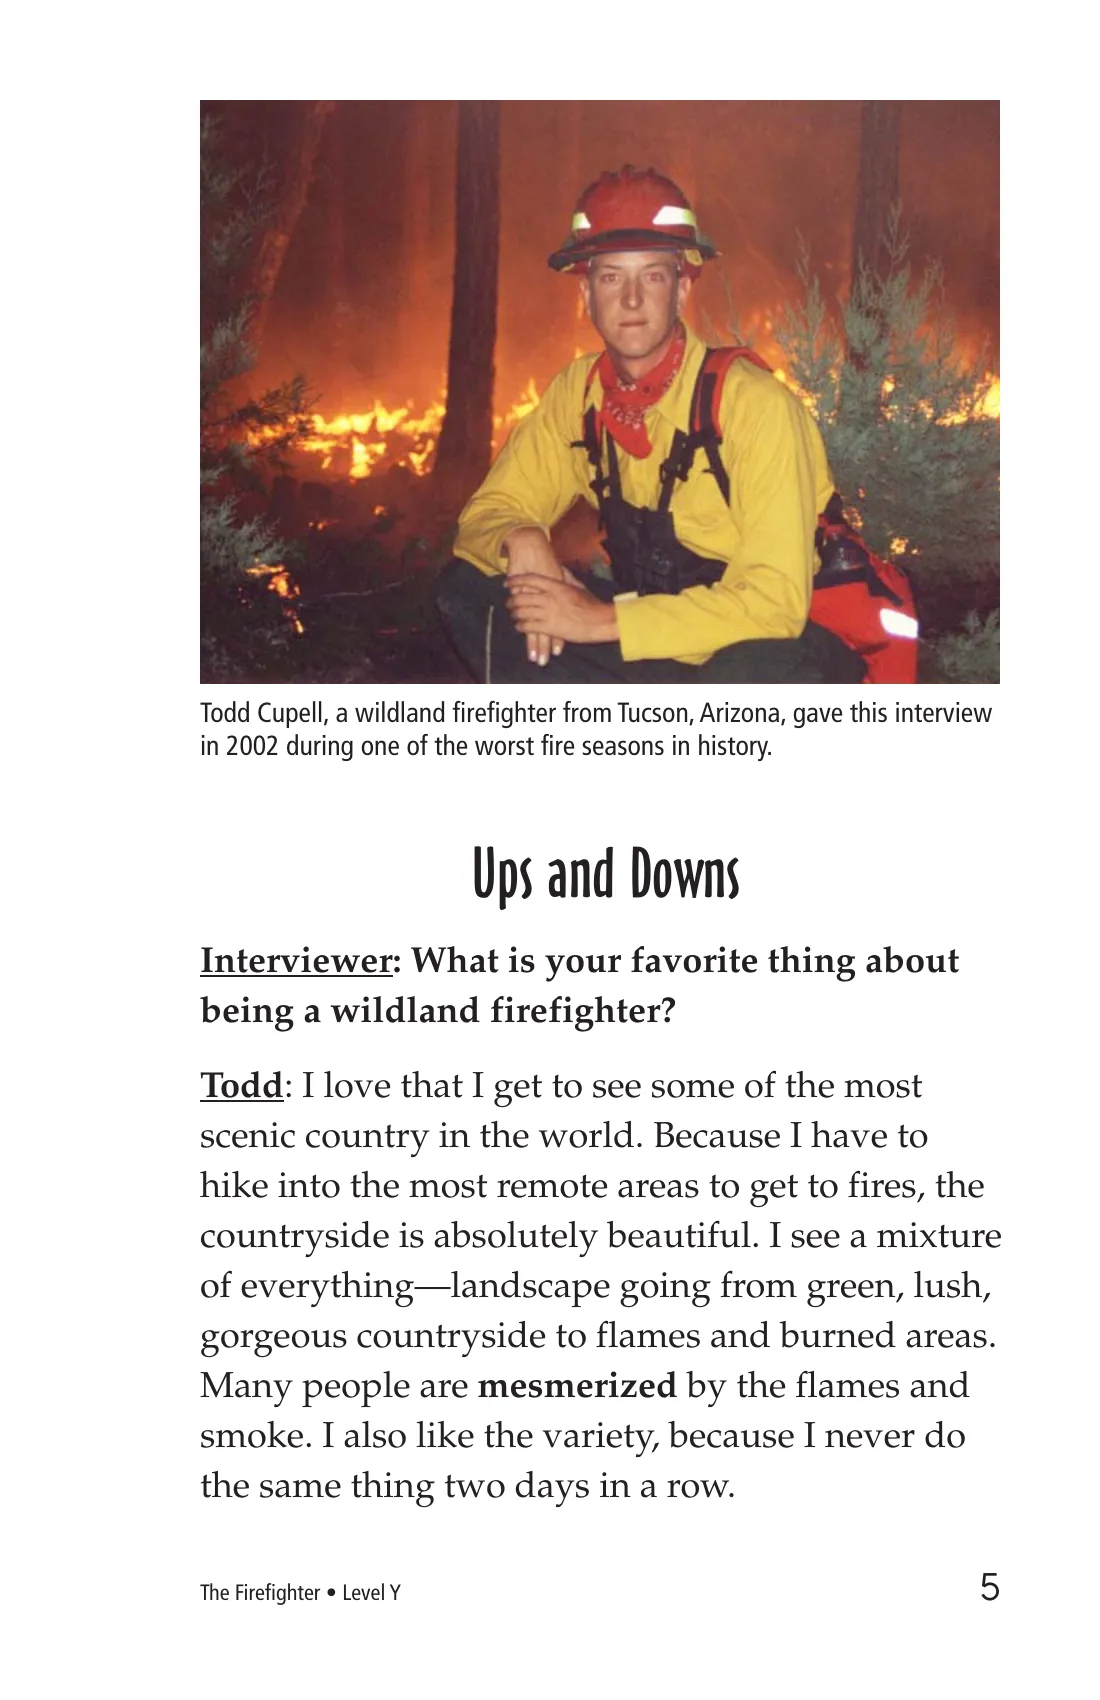 Todd Cupell, a wildland firefighter from Tucson, Arizona, gave this interview
in 2002 during one of the worst fire seasons in history.
Ups and Downs
Interviewer: What is your favorite thing about
being a wildland firefighter?
Todd: I love that I get to see some of the most
scenic country in the world. Because I have to
hike into the most remote areas to get to fires, the
countryside is absolutely beautiful. I see a mixture
of everything—landscape going from green, lush,
gorgeous countryside to flames and burned areas.
Many people are mesmerized by the flames and
smoke. I also like the variety, because I never do
the same thing two days in a row.
The Firefighter • Level Y
5